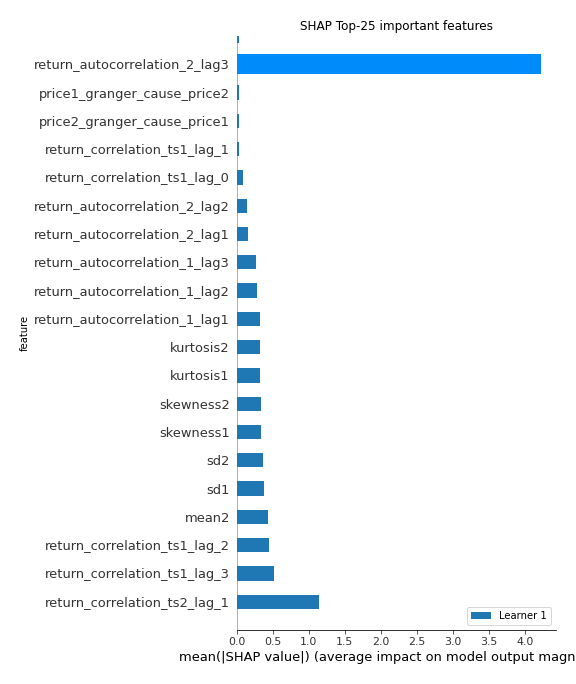 SHAP Top-25 important features
return_autocorrelation_2_lag3
price1_granger_cause_price2
price2_granger_cause_price1
return_correlation_ts1_lag_1
return_correlation_ts1_lag_0
return_autocorrelation_2_lag2
return_autocorrelation_2_lag1
return_autocorrelation_1_lag3
return_autocorrelation_1_lag2
return_autocorrelation_1_lag1
kurtosis2
kurtosis1
skewness2
skewness1
sd2
sd1
mean2
return_correlation_ts1_lag_2
return_correlation_ts1_lag_3
return_correlation_ts2_lag_1
feature
Learner 1
0.0 0.5 1.0 1.5 2.0 2.5 3.0 3.5 4.0
mean(|SHAP value|) (average impact on model output magn